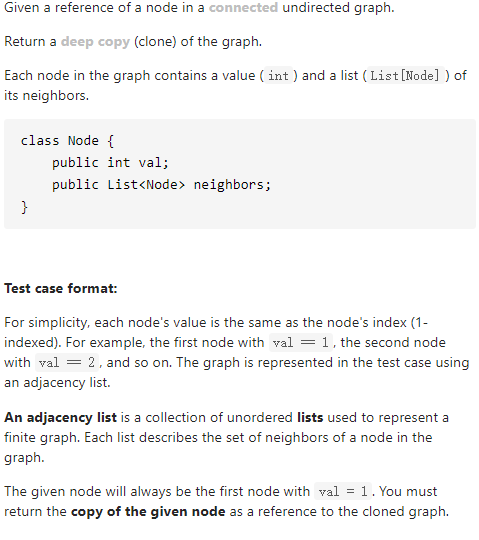 Given a reference of a node in a connected undirected graph.
Return a deep copy (clone) of the graph.
Each node in the graph contains a value ( int ) and a list ( List[Node] ) of
its neighbors.
class Node {
    public int val;
    public List<Node> neighbors;
}
Test case format:
For simplicity, each node's value is the same as the node's index (1-
indexed). For example, the first node with val == 1 , the second node
with val == 2 , and so on. The graph is represented in the test case using
an adjacency list.
An adjacency list is a collection of unordered lists used to represent a
finite graph. Each list describes the set of neighbors of a node in the
graph.
The given node will always be the first node with val = 1 . You must
return the copy of the given node as a reference to the cloned graph.